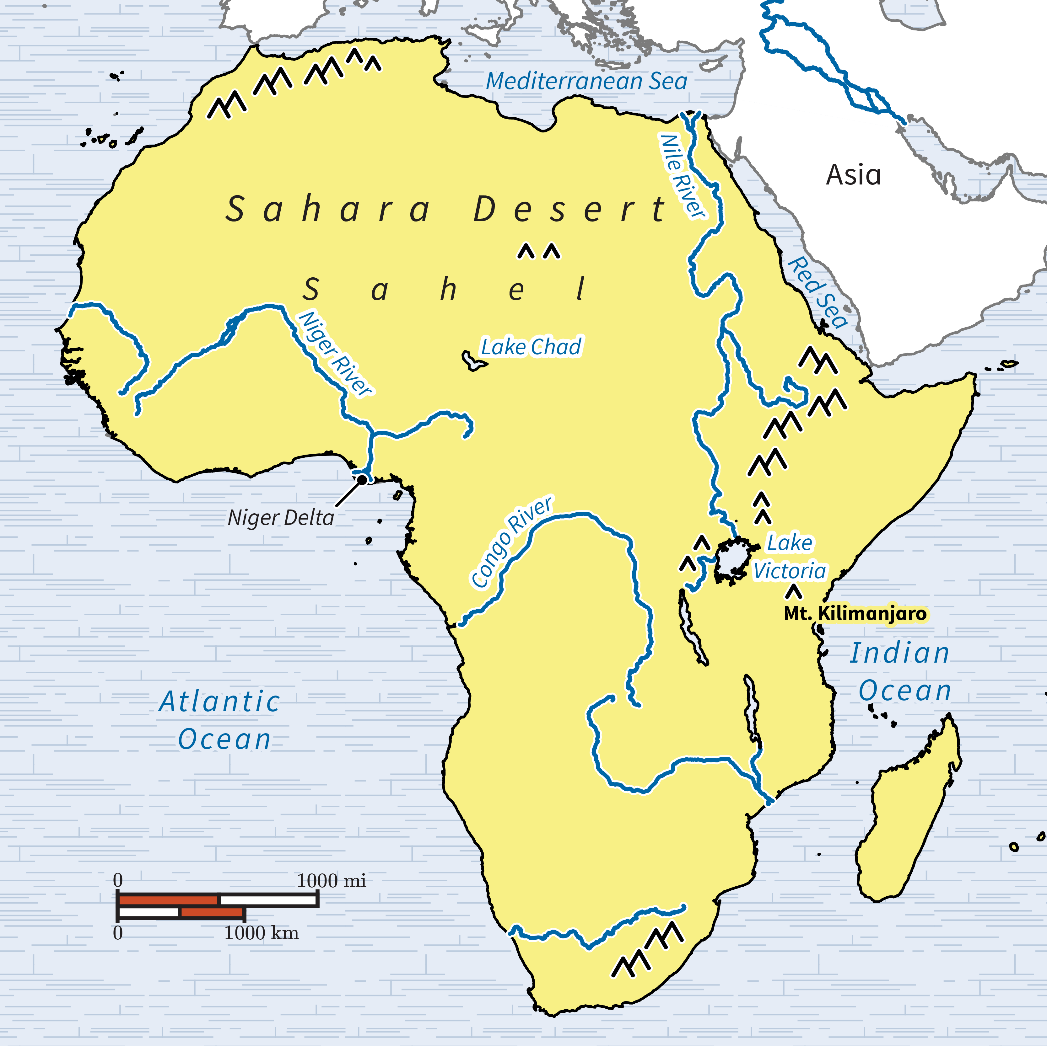 Mediterranean Sea
Nile River
Asia
Sahara Desert
Red Sea
Sahel
Niger River
Lake Chad
Niger Delta
Congo River
Lake
Victoria
Mt. Kilimanjaro
Indian
Ocean
Atlantic
Ocean
0 1000 mi
0 1000 km